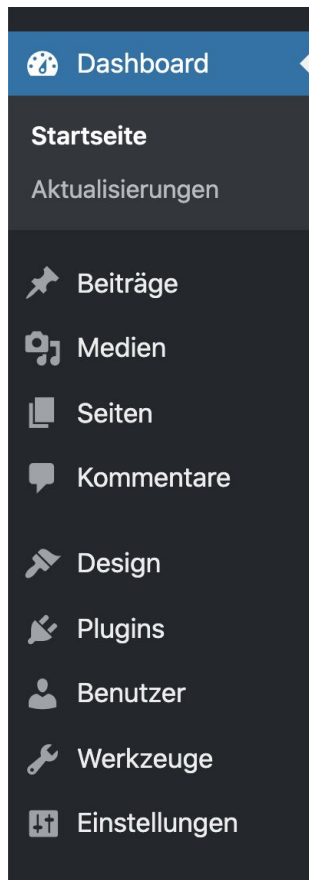 Dashboard
Startseite
Aktualisierungen
Beiträge
Medien
Seiten
Kommentare
Design
Plugins
Benutzer
Werkzeuge
Einstellungen